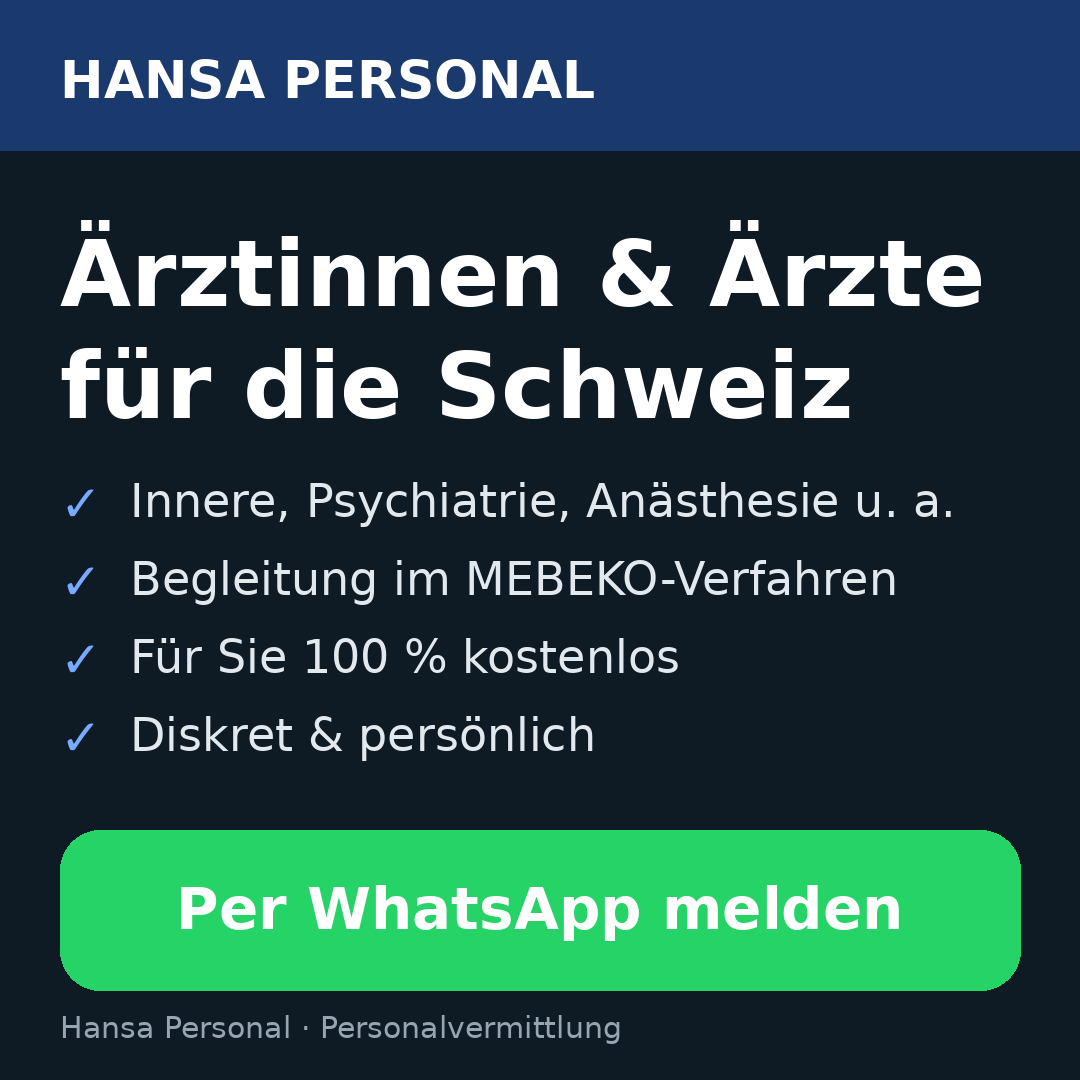 HANSA PERSONAL
Ärztinnen & Ärzte
für die Schweiz
✓ Innere, Psychiatrie, Anästhesie u. a.
✓ Begleitung im MEBEKO-Verfahren
✓ Für Sie 100 % kostenlos
✓ Diskret & persönlich
Per WhatsApp melden
Hansa Personal · Personalvermittlung